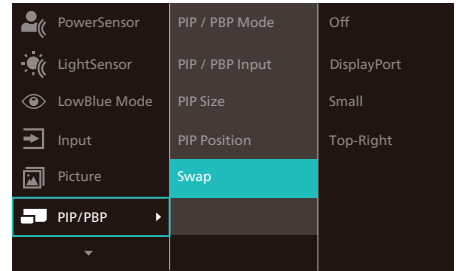 PowerSensor PIP / PBP Mode Off
LightSensor PIP / PBP Input DisplayPort
LowBlue Mode PIP Size Small
Input PIP Position Top-Right
Picture Swap
PIP/PBP